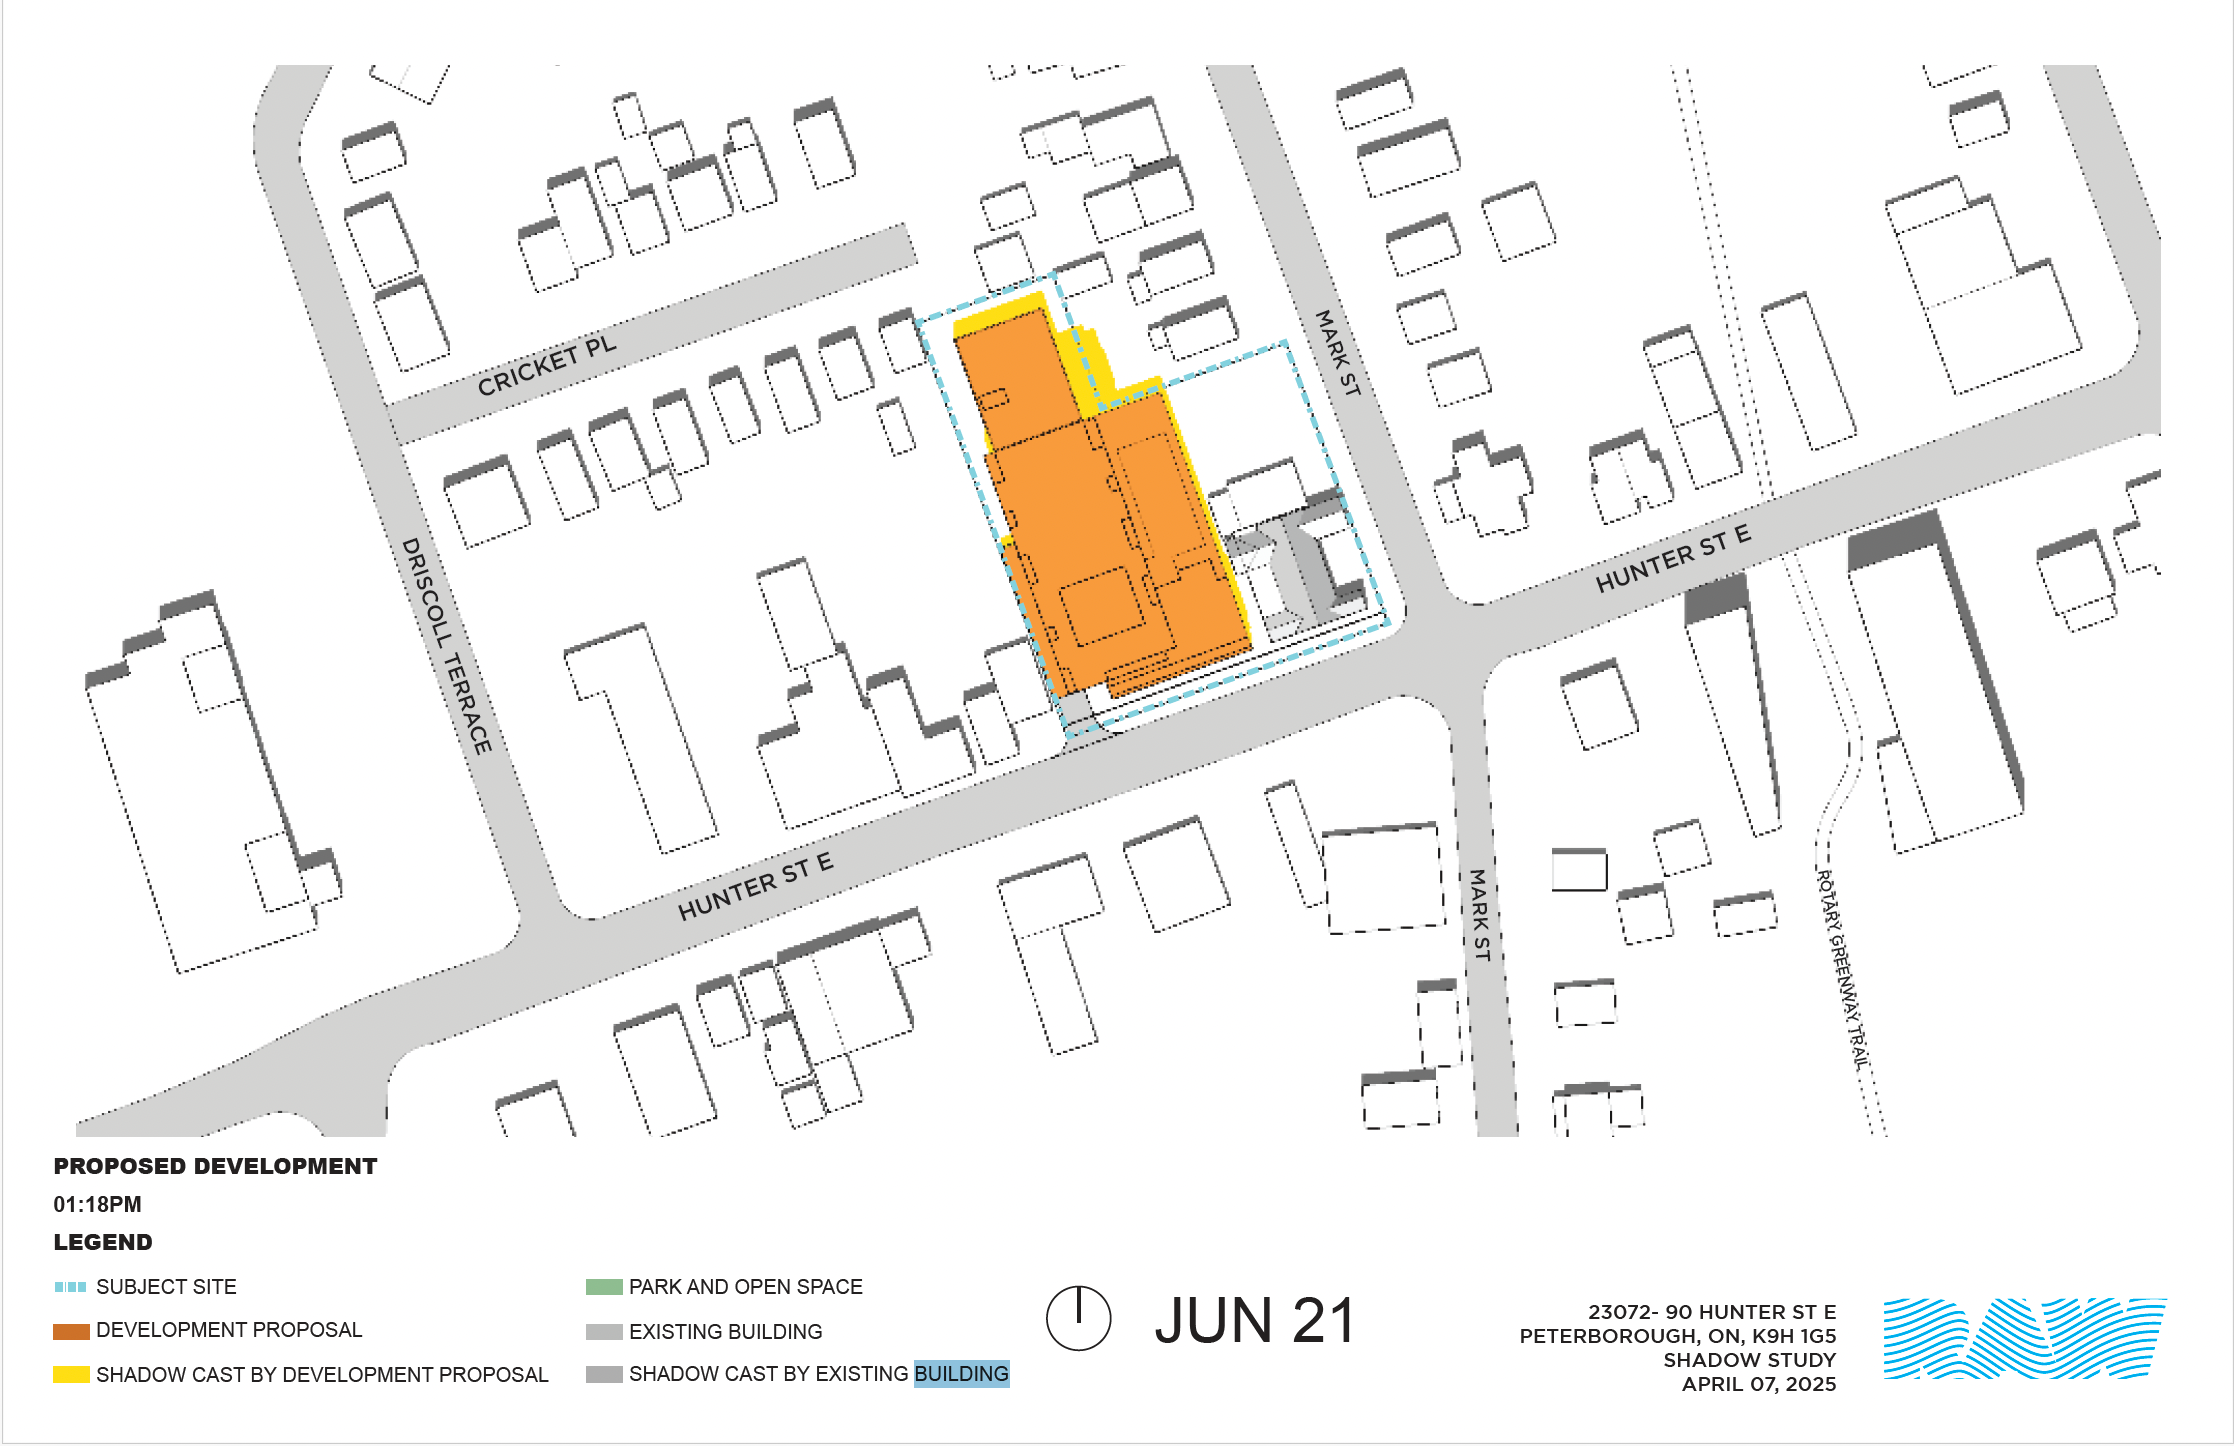 MARK ST
CRICKET PL
DRISCOLL TERRACE
HUNTER ST E
HUNTER ST E
MARK ST
ROTARY GREENWAY TRAIL
PROPOSED DEVELOPMENT
01:18PM
LEGEND
SUBJECT SITE
DEVELOPMENT PROPOSAL
SHADOW CAST BY DEVELOPMENT PROPOSAL
PARK AND OPEN SPACE
EXISTING BUILDING
SHADOW CAST BY EXISTING BUILDING
JUN 21
23072- 90 HUNTER ST E
PETERBOROUGH, ON, K9H 1G5
SHADOW STUDY
APRIL 07, 2025